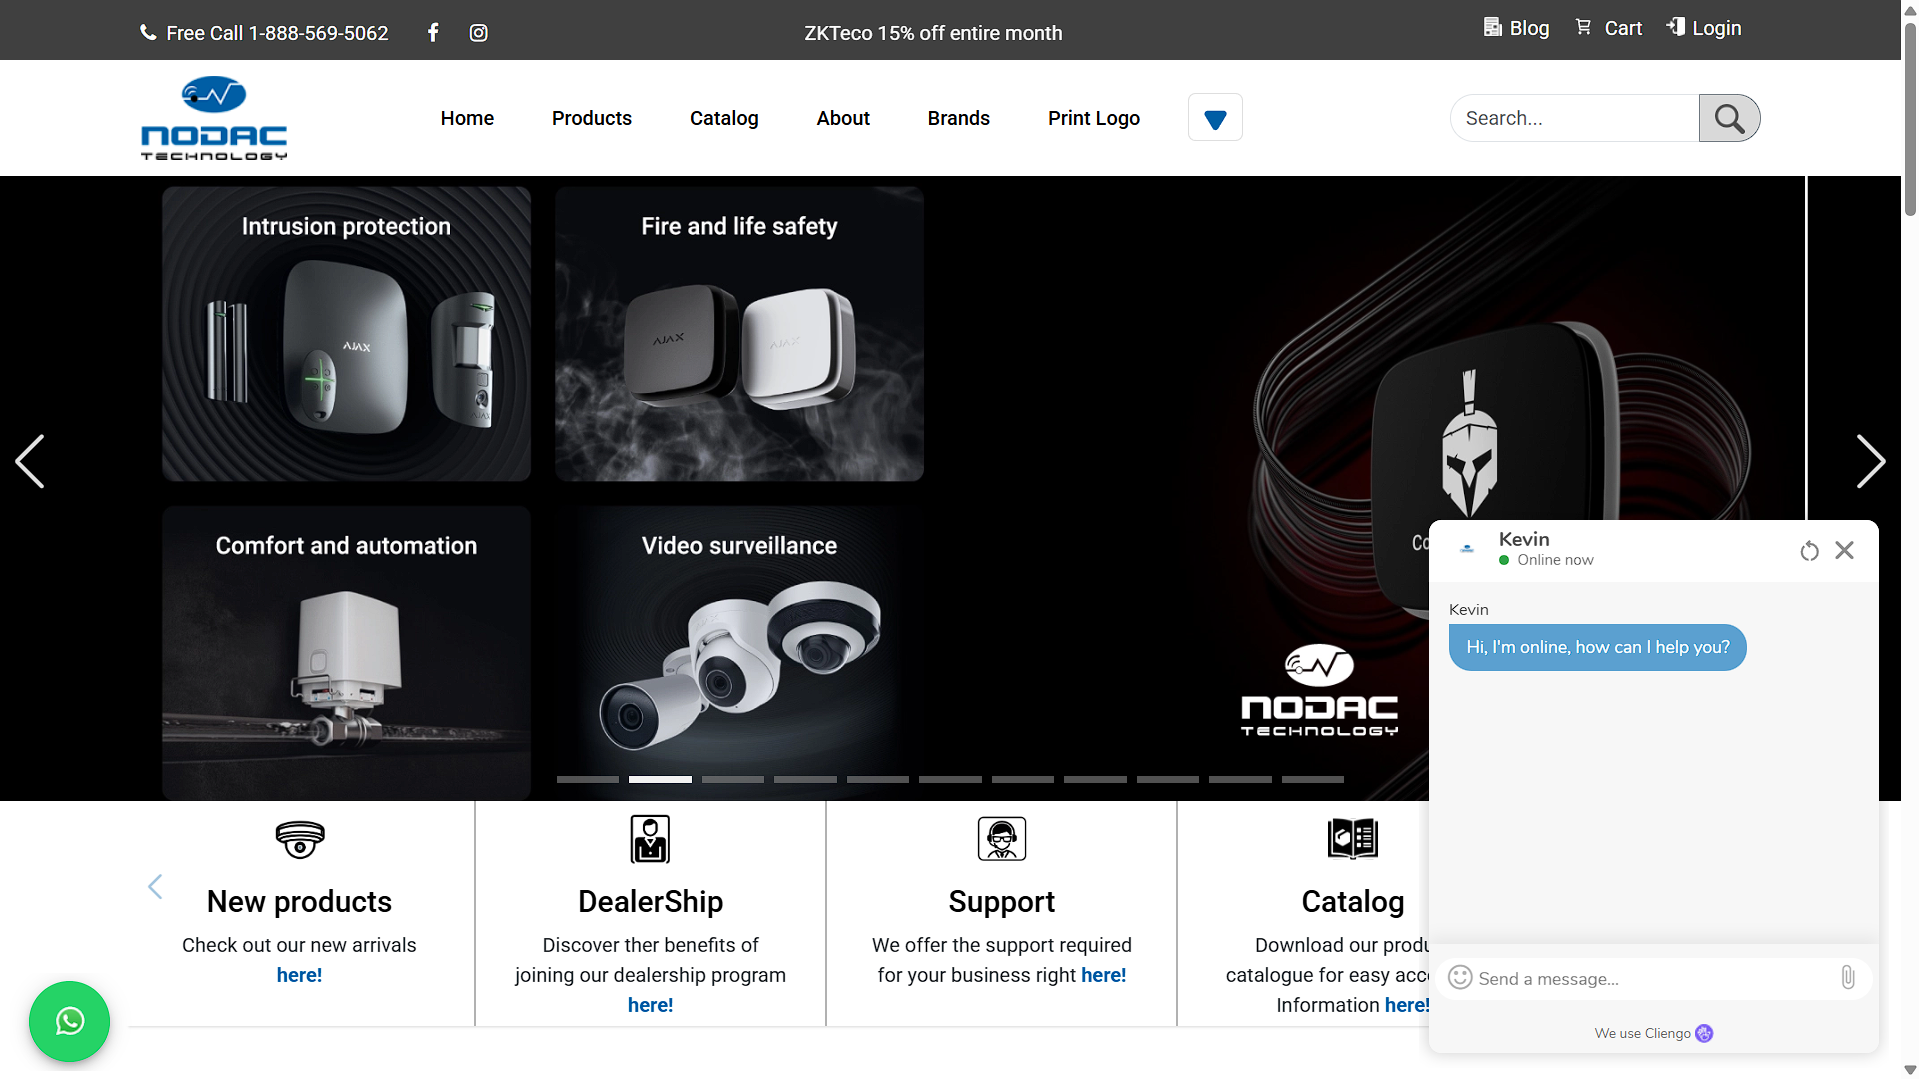 Free Call 1-888-569-5062
ZKTeco 15% off entire month
Blog
Cart
Login
NODAC
TECHNOLOGY
Home
Products
Catalog
About
Brands
Print Logo
Search...
Intrusion protection
AJAX
AJAX
Fire and life safety
AJAX
AJAX
Comfort and automation
Video surveillance
Co
NODAC
TECHNOLOGY
Kevin
Online now
Kevin
Hi, I'm online, how can I help you?
Send a message...
We use Cliengo
New products
Check out our new arrivals
here!
DealerShip
Discover ther benefits of
joining our dealership program
here!
Support
We offer the support required
for your business right here!
Catalog
Download our produ
catalogue for easy acc
Information here!